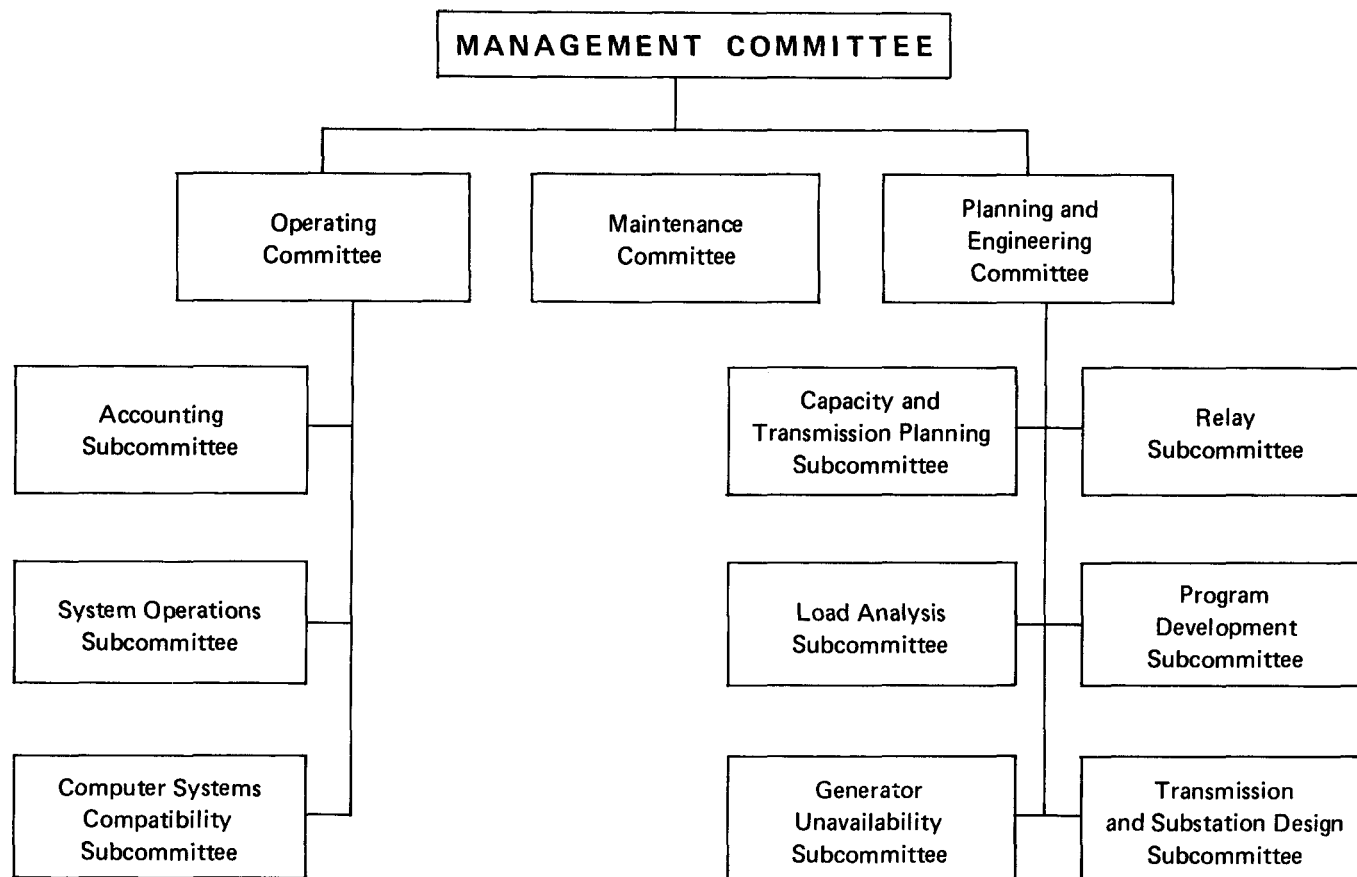 MANAGEMENT COMMITTEE
Operating
Committee
Maintenance
Committee
Planning and
Engineering
Committee
Accounting
Subcommittee
Capacity and
Transmission Planning
Subcommittee
Relay
Subcommittee
System Operations
Subcommittee
Load Analysis
Subcommittee
Program
Development
Subcommittee
Computer Systems
Compatibility
Subcommittee
Generator
Unavailability
Subcommittee
Transmission
and Substation Design
Subcommittee